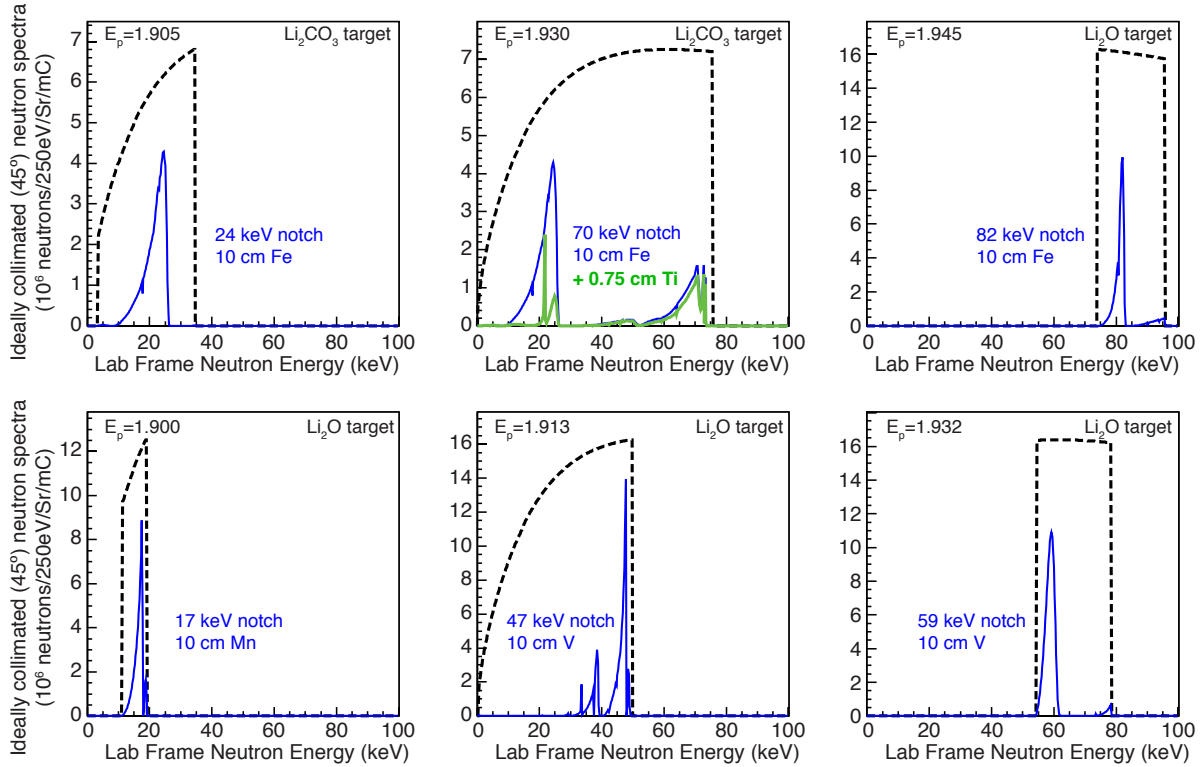 Ideally collimated (45°) neutron spectra
(10⁶ neutrons/250eV/Sr/mC)
Eₚ=1.905
Li₂CO₃ target
24 keV notch
10 cm Fe
7
6
5
4
3
2
1
0
0 20 40 60 80 100
Lab Frame Neutron Energy (keV)
Eₚ=1.930
Li₂CO₃ target
70 keV notch
10 cm Fe
+ 0.75 cm Ti
7
6
5
4
3
2
1
0
0 20 40 60 80 100
Lab Frame Neutron Energy (keV)
Eₚ=1.945
Li₂O target
82 keV notch
10 cm Fe
16
14
12
10
8
6
4
2
0
0 20 40 60 80 100
Lab Frame Neutron Energy (keV)
Ideally collimated (45°) neutron spectra
(10⁶ neutrons/250eV/Sr/mC)
Eₚ=1.900
Li₂O target
17 keV notch
10 cm Mn
12
10
8
6
4
2
0
0 20 40 60 80 100
Lab Frame Neutron Energy (keV)
Eₚ=1.913
Li₂O target
47 keV notch
10 cm V
16
14
12
10
8
6
4
2
0
0 20 40 60 80 100
Lab Frame Neutron Energy (keV)
Eₚ=1.932
Li₂O target
59 keV notch
10 cm V
16
14
12
10
8
6
4
2
0
0 20 40 60 80 100
Lab Frame Neutron Energy (keV)